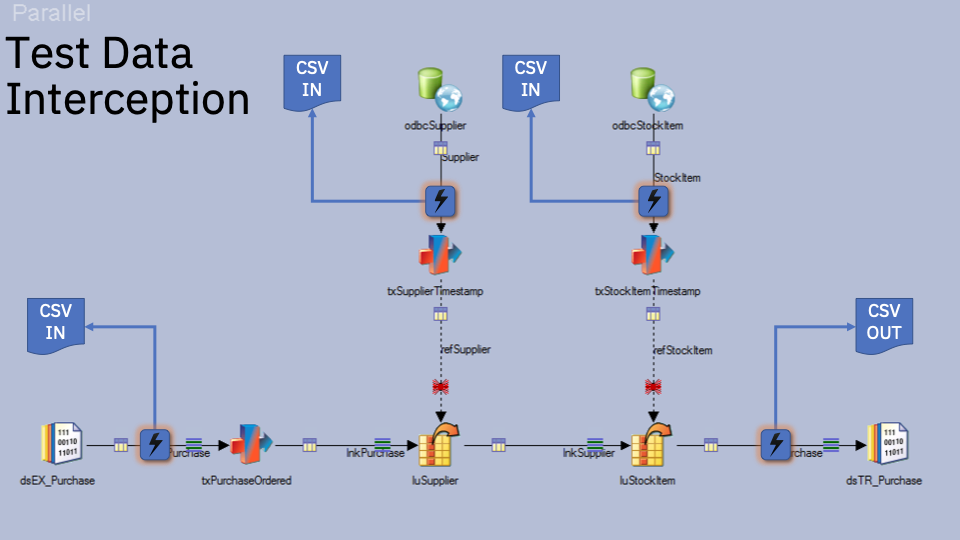 Parallel
Test Data
Interception
CSV
IN
CSV
IN
odbcSupplier
odbcStockItem
Supplier
StockItem
txSupplierTimestamp
txStockItemTimestamp
CSV
IN
CSV
OUT
refSupplier
refStockItem
111
00110
11011
111
00110
11011
Purchase
lnkPurchase
lnkSupplier
rchase
dsEX_Purchase
txPurchaseOrdered
luSupplier
luStockItem
dsTR_Purchase